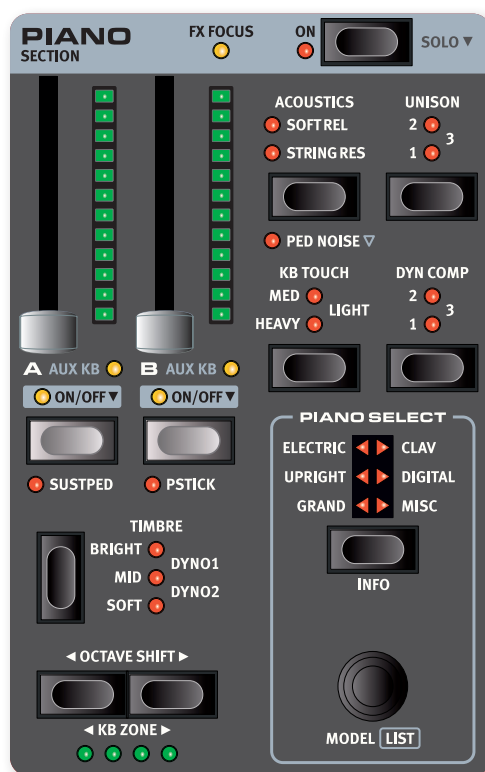 PIANO
SECTION
FX FOCUS
ON
SOLO ▼
ACOUSTICS
SOFT REL
STRING RES
PED NOISE ▽
UNISON
2
3
1
KB TOUCH
MED
LIGHT
HEAVY
DYN COMP
2
3
1
A AUX KB
B AUX KB
ON/OFF ▼
ON/OFF ▼
SUSTPED
PSTICK
TIMBRE
BRIGHT
DYNO1
MID
DYNO2
SOFT
◄ OCTAVE SHIFT ►
◄ KB ZONE ►
PIANO SELECT
ELECTRIC CLAV
UPRIGHT DIGITAL
GRAND MISC
INFO
MODEL LIST